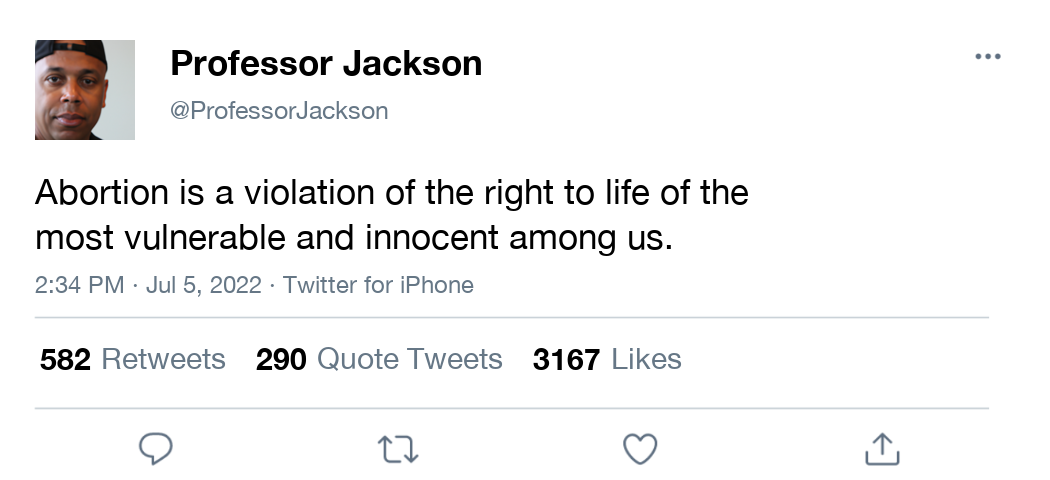 Professor Jackson
@ProfessorJackson
Abortion is a violation of the right to life of the
most vulnerable and innocent among us.
2:34 PM · Jul 5, 2022 · Twitter for iPhone
582 Retweets 290 Quote Tweets 3167 Likes